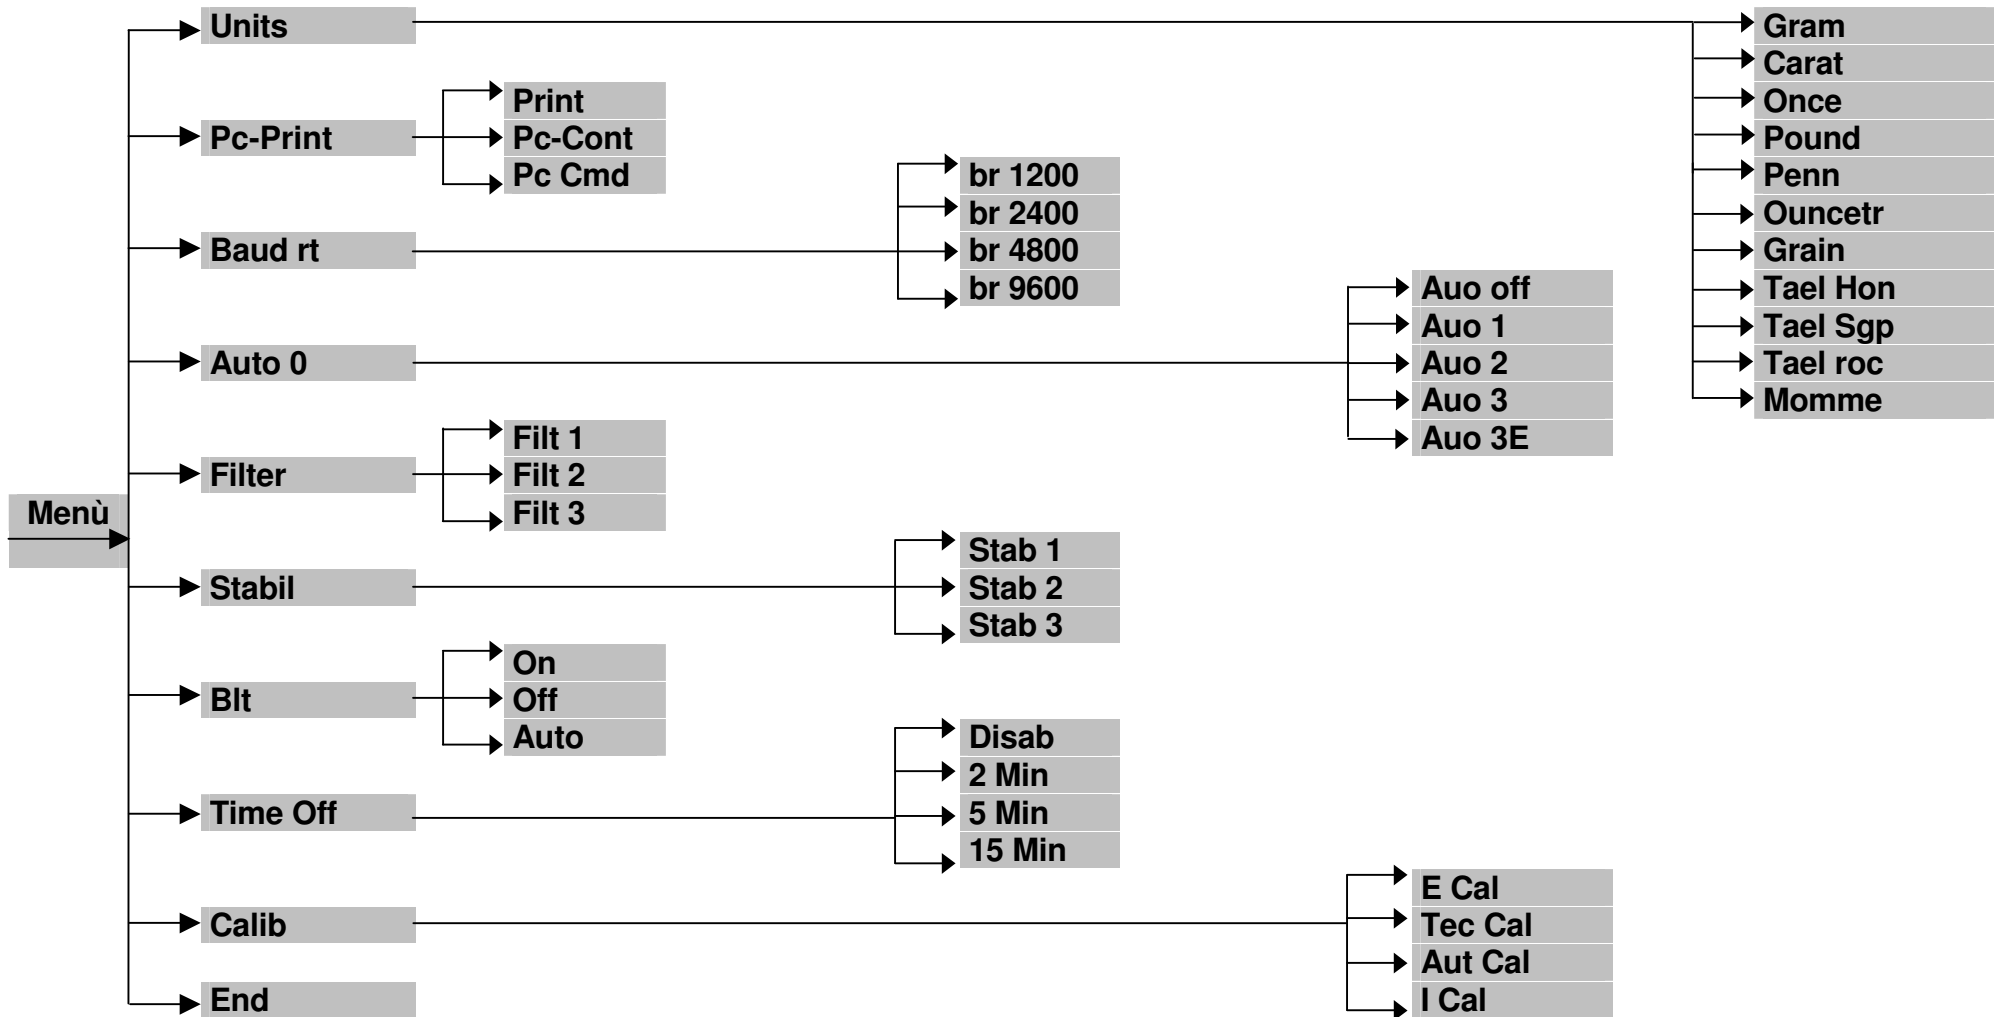 Menù
Units
Gram
Carat
Once
Pound
Penn
Ouncetr
Grain
Tael Hon
Tael Sgp
Tael roc
Momme
Pc-Print
Print
Pc-Cont
Pc Cmd
Baud rt
br 1200
br 2400
br 4800
br 9600
Auto 0
Auo off
Auo 1
Auo 2
Auo 3
Auo 3E
Filter
Filt 1
Filt 2
Filt 3
Stabil
Stab 1
Stab 2
Stab 3
Blt
On
Off
Auto
Time Off
Disab
2 Min
5 Min
15 Min
Calib
E Cal
Tec Cal
Aut Cal
I Cal
End